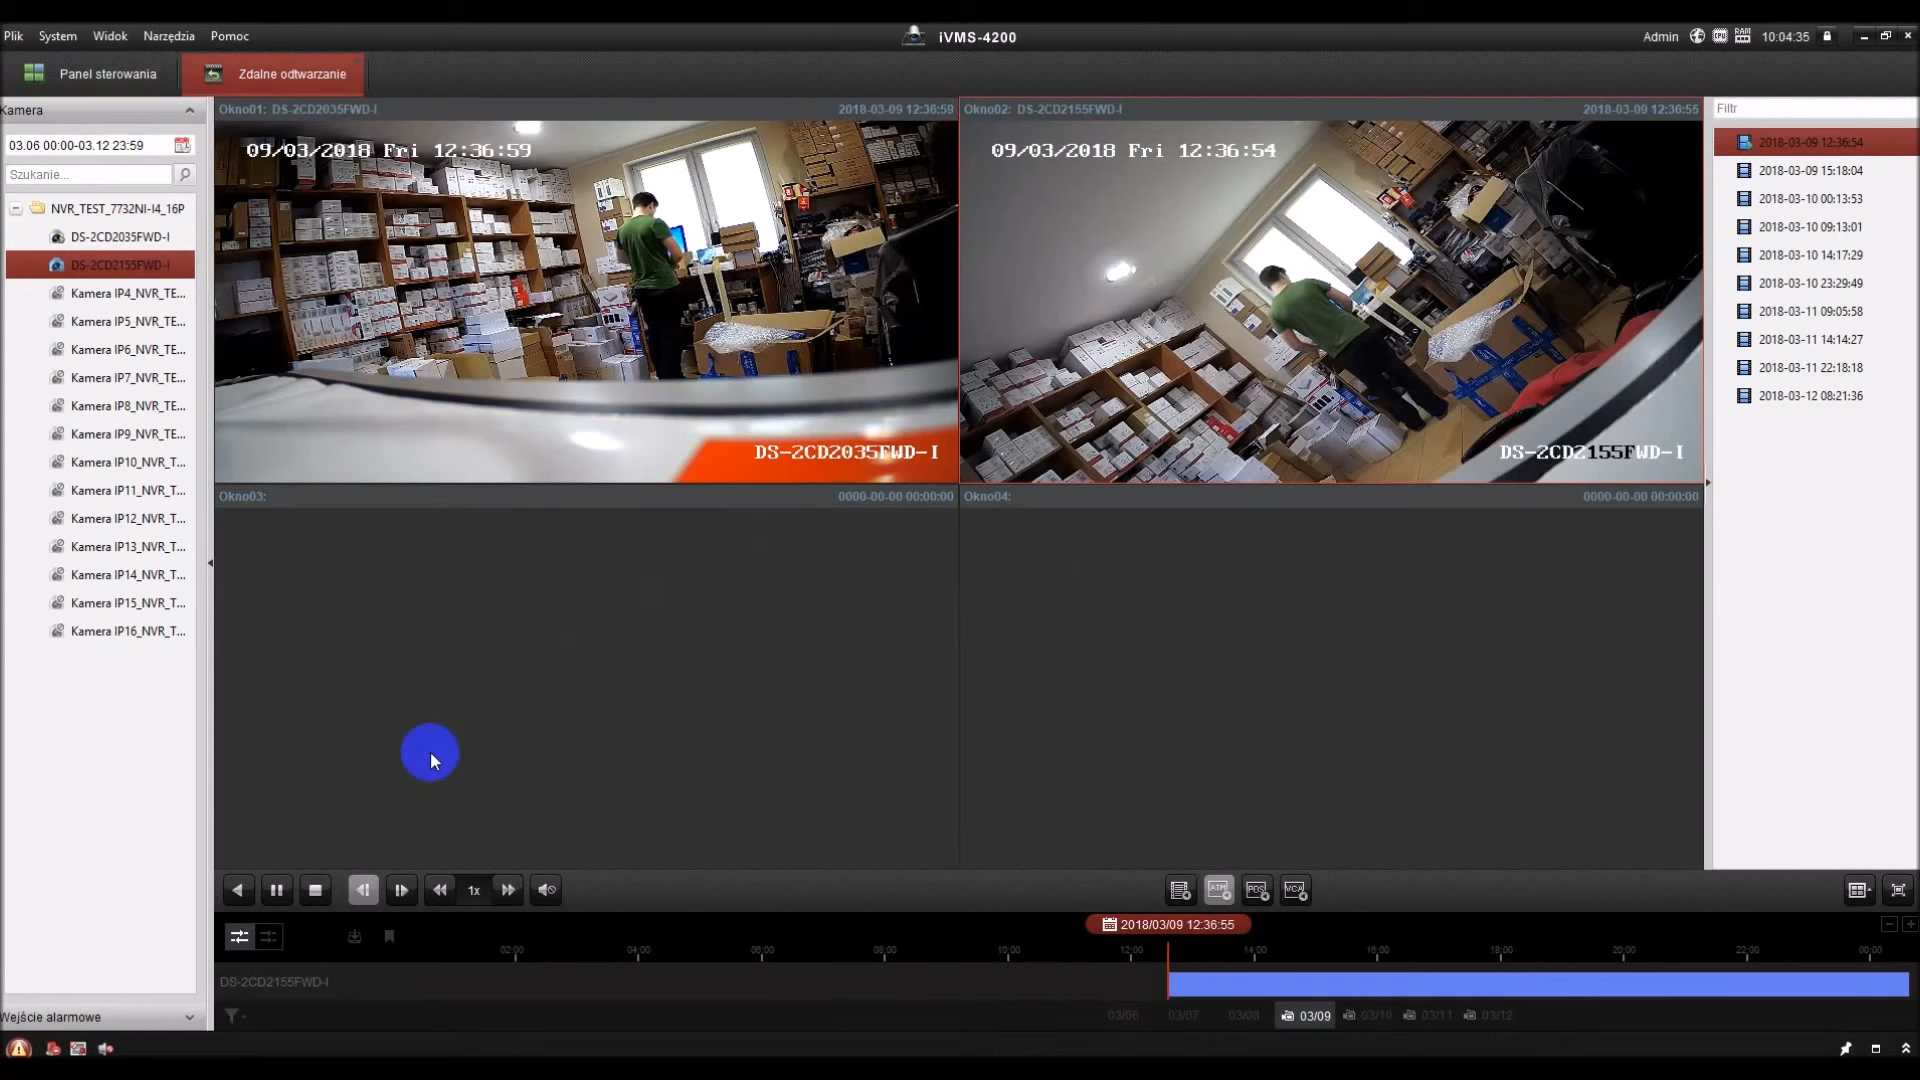 Plik System Widok Narzędzia Pomoc
iVMS-4200
Admin CPU RAM 10:04:35
Panel sterowania
Zdalne odtwarzanie
Kamera
03.06 00:00-03.12 23:59
Szukanie...
NVR_TEST_7732NI-I4_16P
DS-2CD2035FWD-I
DS-2CD2155FWD-I
Kamera IP4_NVR_TE...
Kamera IP5_NVR_TE...
Kamera IP6_NVR_TE...
Kamera IP7_NVR_TE...
Kamera IP8_NVR_TE...
Kamera IP9_NVR_TE...
Kamera IP10_NVR_T...
Kamera IP11_NVR_T...
Kamera IP12_NVR_T...
Kamera IP13_NVR_T...
Kamera IP14_NVR_T...
Kamera IP15_NVR_T...
Kamera IP16_NVR_T...
Wejście alarmowe
Okno01: DS-2CD2035FWD-I 2018-03-09 12:36:59
09/03/2018 Fri 12:36:59
DS-2CD2035FWD-I
Okno02: DS-2CD2155FWD-I 2018-03-09 12:36:55
09/03/2018 Fri 12:36:54
DS-2CD2155FWD-I
Okno03: 0000-00-00 00:00:00
Okno04: 0000-00-00 00:00:00
Filtr
2018-03-09 12:36:54
2018-03-09 15:18:04
2018-03-10 00:13:53
2018-03-10 09:13:01
2018-03-10 14:17:29
2018-03-10 23:29:49
2018-03-11 09:05:58
2018-03-11 14:14:27
2018-03-11 22:18:18
2018-03-12 08:21:36
1x
ATM POS VCA
2018/03/09 12:36:55
02:00 04:00 06:00 08:00 10:00 12:00 14:00 16:00 18:00 20:00 22:00 00:00
DS-2CD2155FWD-I
03/06 03/07 03/08 03/09 03/10 03/11 03/12